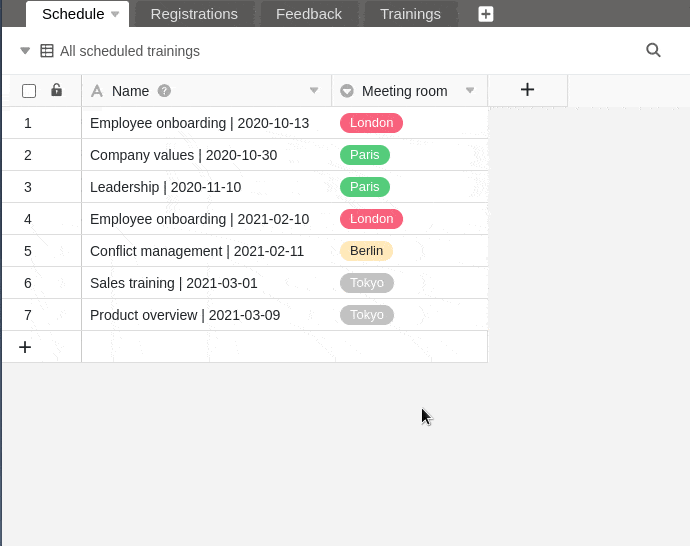 Schedule Registrations Feedback Trainings
All scheduled trainings
A Name ? Meeting room
1 Employee onboarding | 2020-10-13 London
2 Company values | 2020-10-30 Paris
3 Leadership | 2020-11-10 Paris
4 Employee onboarding | 2021-02-10 London
5 Conflict management | 2021-02-11 Berlin
6 Sales training | 2021-03-01 Tokyo
7 Product overview | 2021-03-09 Tokyo